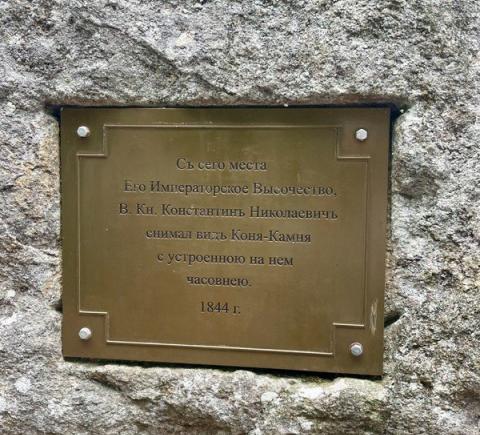 Съ сего места
Его Императорское Высочество,
В. Кн. Константинъ Николаевичъ
снималъ видъ Коня-Камня
с устроенною на нем
часовнею.
1844 г.